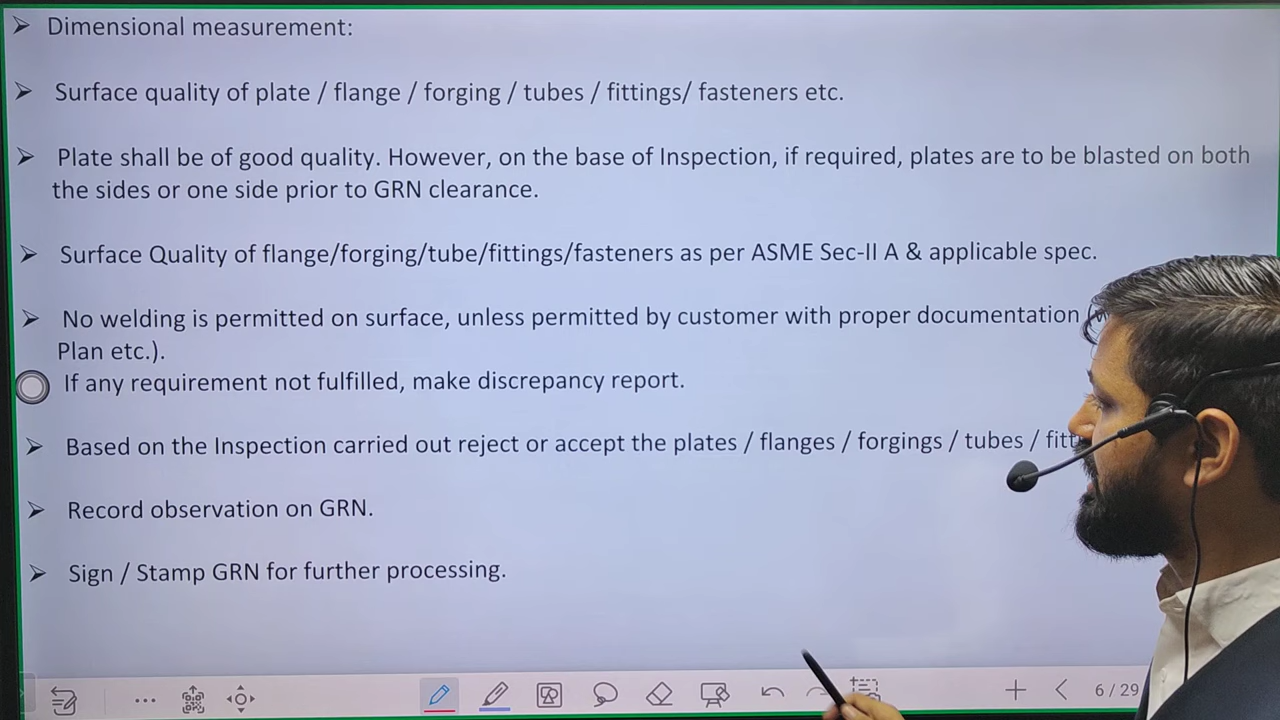 Dimensional measurement:
Surface quality of plate / flange / forging / tubes / fittings/ fasteners etc.
Plate shall be of good quality. However, on the base of Inspection, if required, plates are to be blasted on both
the sides or one side prior to GRN clearance.
Surface Quality of flange/forging/tube/fittings/fasteners as per ASME Sec-II A & applicable spec.
No welding is permitted on surface, unless permitted by customer with proper documentation
Plan etc.).
If any requirement not fulfilled, make discrepancy report.
Based on the Inspection carried out reject or accept the plates / flanges / forgings / tubes /
Record observation on GRN.
Sign / Stamp GRN for further processing.
6 / 29